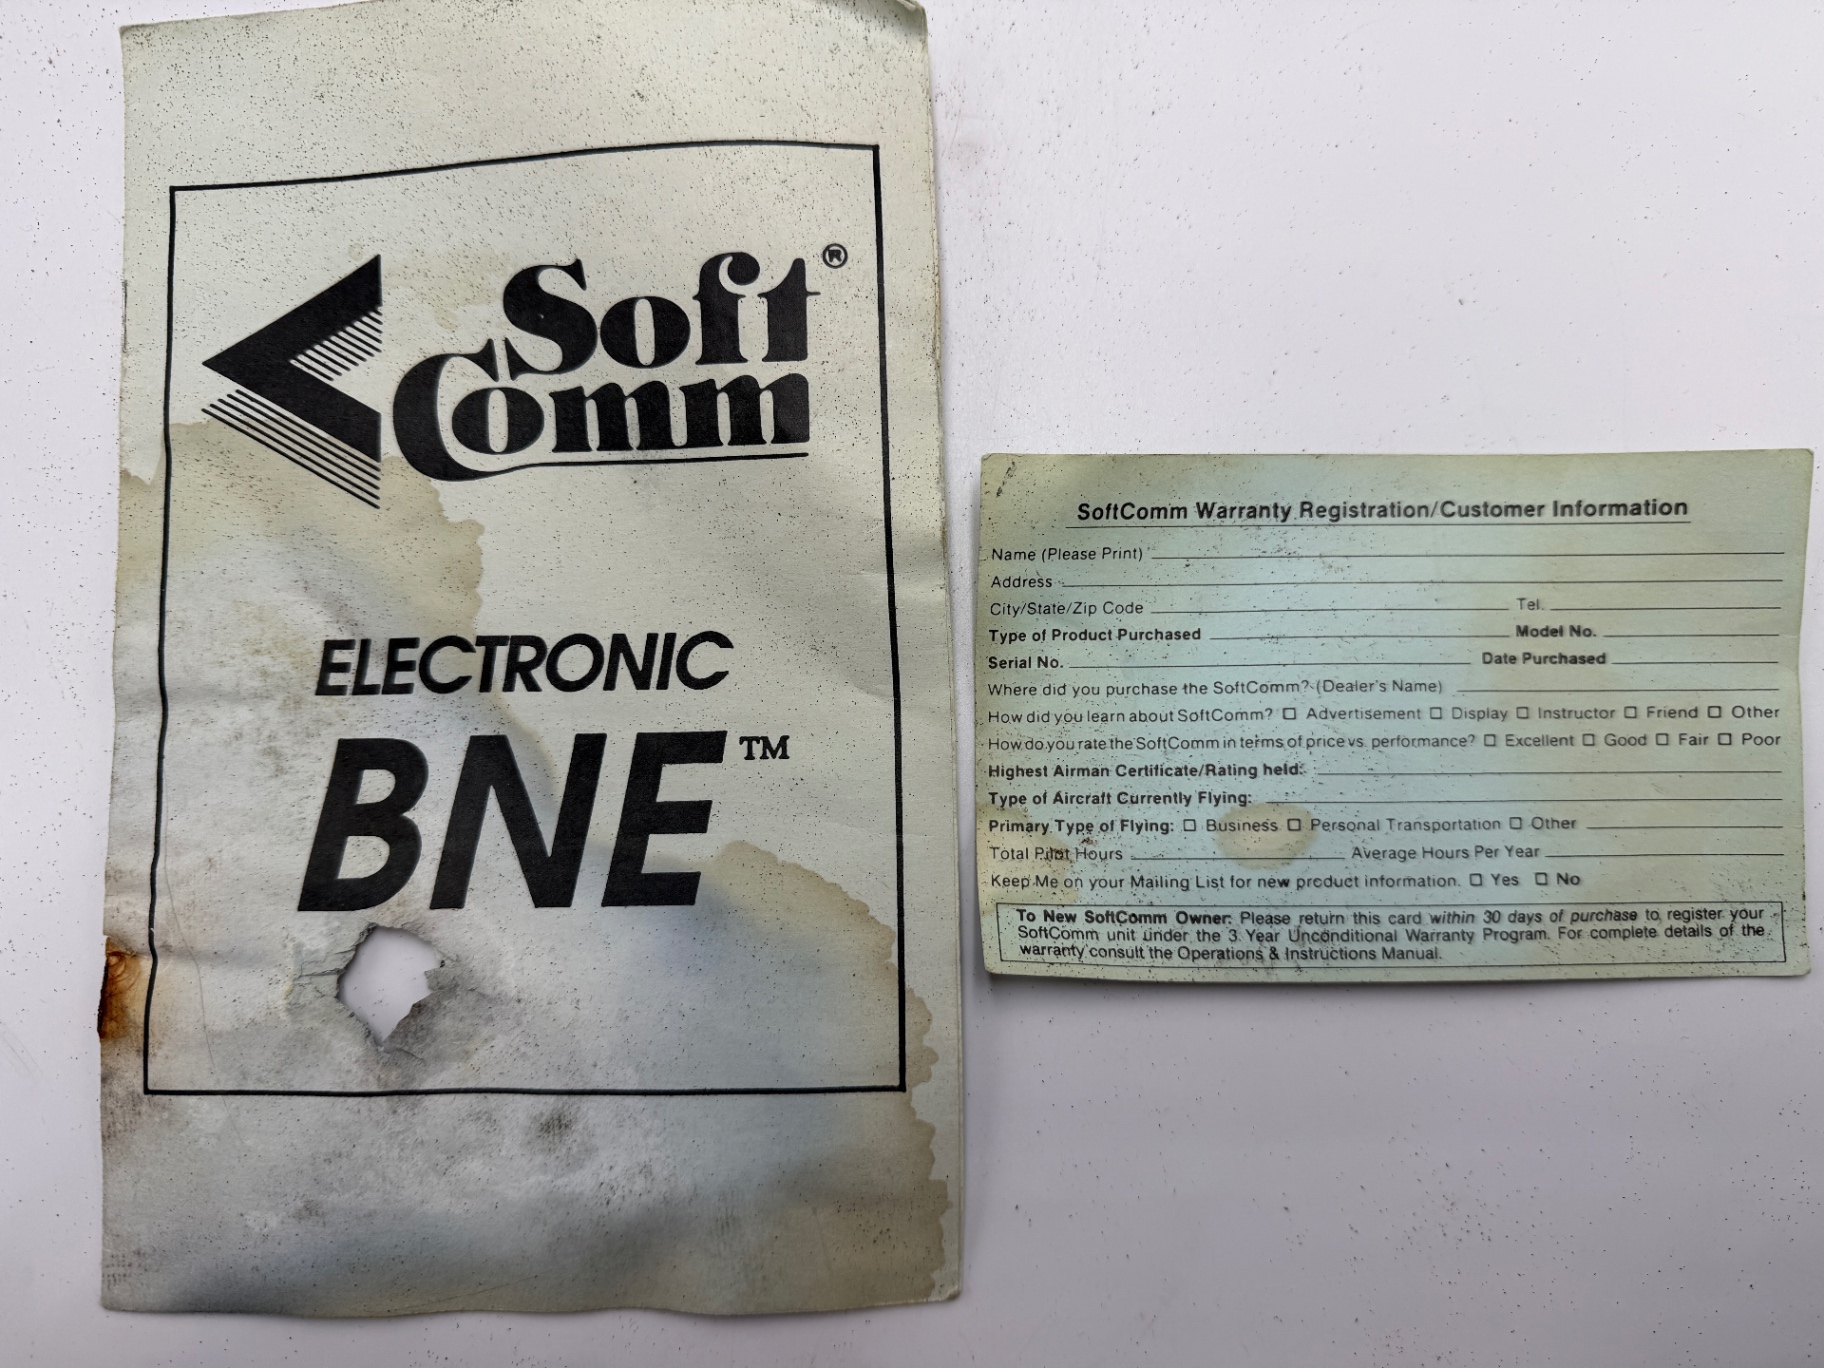 Soft®
Comm
ELECTRONIC
BNE™
SoftComm Warranty Registration/Customer Information
Name (Please Print)
Address
City/State/Zip Code Tel.
Type of Product Purchased Model No.
Serial No. Date Purchased
Where did you purchase the SoftComm? (Dealer's Name)
How did you learn about SoftComm? □ Advertisement □ Display □ Instructor □ Friend □ Other
How do you rate the SoftComm in terms of price vs. performance? □ Excellent □ Good □ Fair □ Poor
Highest Airman Certificate/Rating held:
Type of Aircraft Currently Flying:
Primary Type of Flying: □ Business □ Personal Transportation □ Other
Total Pilot Hours Average Hours Per Year
Keep Me on your Mailing List for new product information. □ Yes □ No
To New SoftComm Owner: Please return this card within 30 days of purchase to register your
SoftComm unit under the 3 Year Unconditional Warranty Program. For complete details of the
warranty consult the Operations & Instructions Manual.